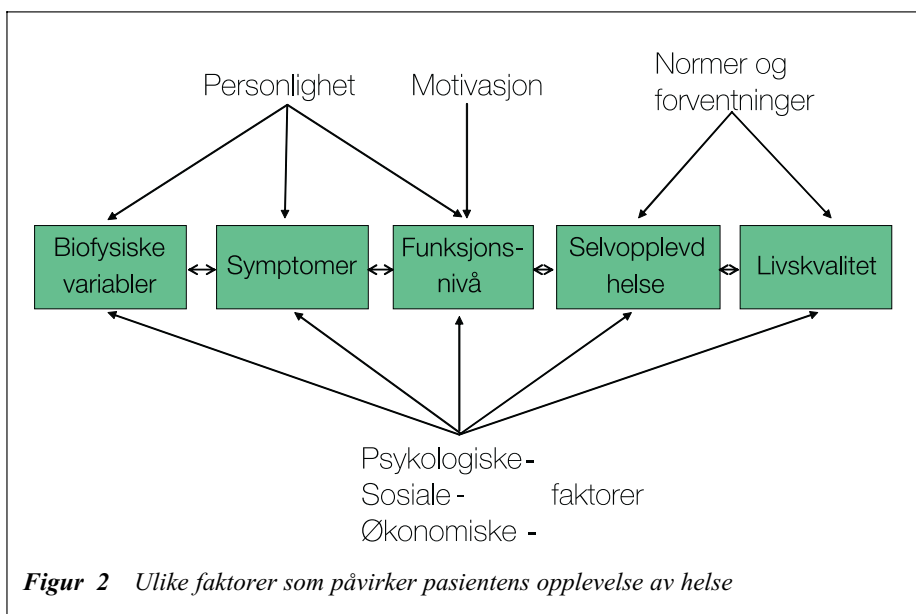 Personlighet
Motivasjon
Normer og
forventninger
Biofysiske
variabler
Symptomer
Funksjons-
nivå
Selvopplevd
helse
Livskvalitet
Psykologiske-
Sosiale- faktorer
Økonomiske -
Figur 2 Ulike faktorer som påvirker pasientens opplevelse av helse